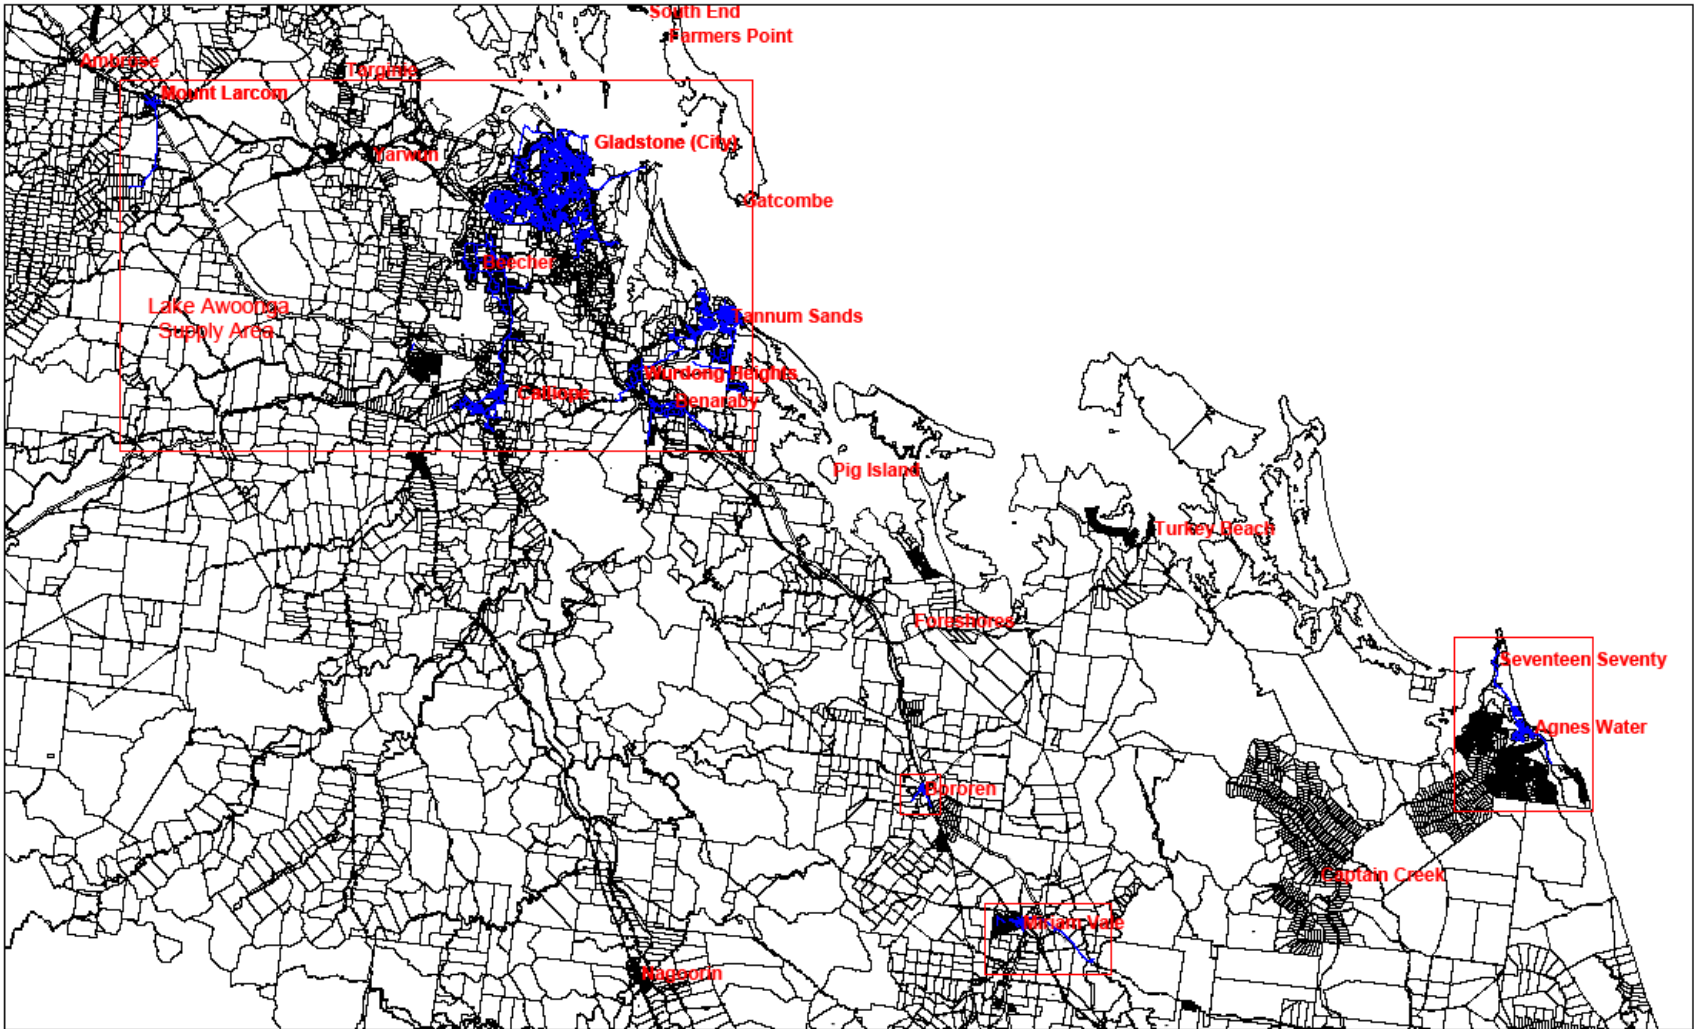 South End
Farmers Point
Ambrose
Targinie
Mount Larcom
Gladstone (City)
Yarwun
Gatcombe
Beecher
Lake Awoonga
Supply Area
Tannum Sands
Wurdong Heights
Calliope
Benaraby
Pig Island
Turkey Beach
Foreshores
Seventeen Seventy
Agnes Water
Bororen
Captain Creek
Miriam Vale
Nagoorin